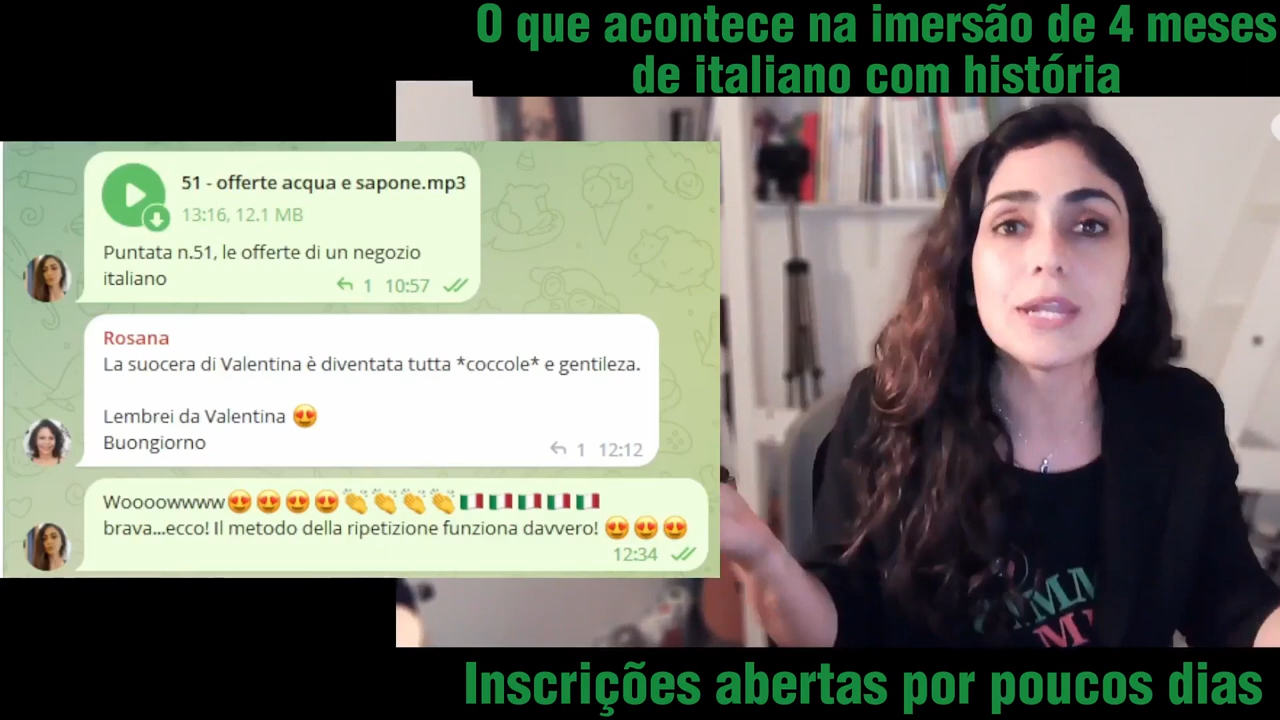 O que acontece na imersão de 4 meses
de italiano com história
51 - offerte acqua e sapone.mp3
13:16, 12.1 MB
Puntata n.51, le offerte di un negozio
italiano
1 10:57
Rosana
La suocera di Valentina è diventata tutta *coccole* e gentileza.
Lembrei da Valentina 😍
Buongiorno
1 12:12
Woooowwww😍😍😍😍👏👏👏👏🇮🇹🇮🇹🇮🇹🇮🇹🇮🇹
brava...ecco! Il metodo della ripetizione funziona davvero! 😍😍😍
12:34
Inscrições abertas por poucos dias